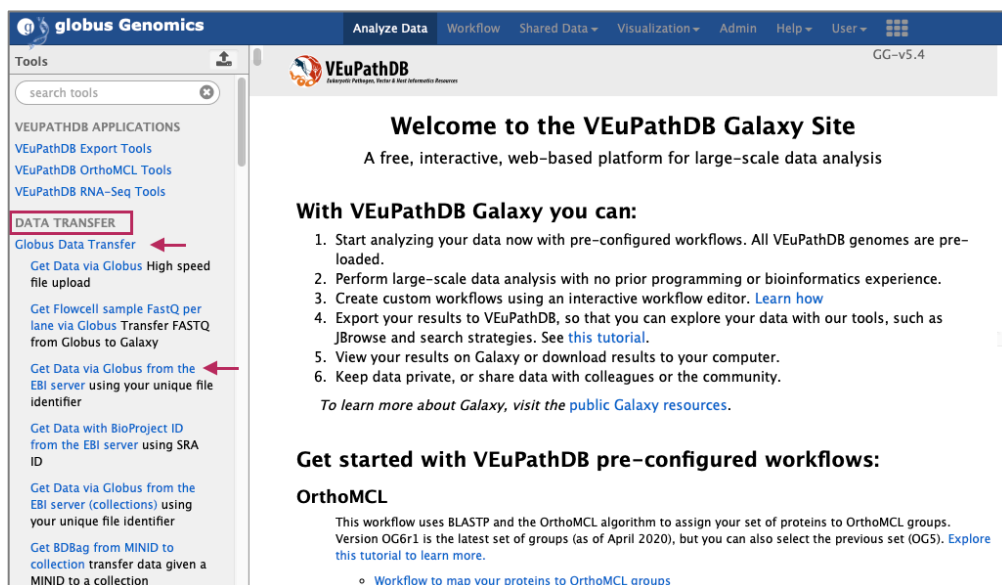 globus Genomics
Analyze Data Workflow Shared Data Visualization Admin Help User
Tools
GG-v5.4
search tools
VEUPATHDB APPLICATIONS
VEuPathDB Export Tools
VEuPathDB OrthoMCL Tools
VEuPathDB RNA-Seq Tools
DATA TRANSFER
Globus Data Transfer
Get Data via Globus High speed
file upload
Get Flowcell sample FastQ per
lane via Globus Transfer FASTQ
from Globus to Galaxy
Get Data via Globus from the
EBI server using your unique file
identifier
Get Data with BioProject ID
from the EBI server using SRA
ID
Get Data via Globus from the
EBI server (collections) using
your unique file identifier
Get BDBag from MINID to
collection transfer data given a
MINID to a collection
VEuPathDB
Eukaryotic Pathogen, Vector & Host Informatics Resources
Welcome to the VEuPathDB Galaxy Site
A free, interactive, web-based platform for large-scale data analysis
With VEuPathDB Galaxy you can:
1. Start analyzing your data now with pre-configured workflows. All VEuPathDB genomes are pre-
loaded.
2. Perform large-scale data analysis with no prior programming or bioinformatics experience.
3. Create custom workflows using an interactive workflow editor. Learn how
4. Export your results to VEuPathDB, so that you can explore your data with our tools, such as
JBrowse and search strategies. See this tutorial.
5. View your results on Galaxy or download results to your computer.
6. Keep data private, or share data with colleagues or the community.
To learn more about Galaxy, visit the public Galaxy resources.
Get started with VEuPathDB pre-configured workflows:
OrthoMCL
This workflow uses BLASTP and the OrthoMCL algorithm to assign your set of proteins to OrthoMCL groups.
Version OG6r1 is the latest set of groups (as of April 2020), but you can also select the previous set (OG5). Explore
this tutorial to learn more.
Workflow to map your proteins to OrthoMCL groups